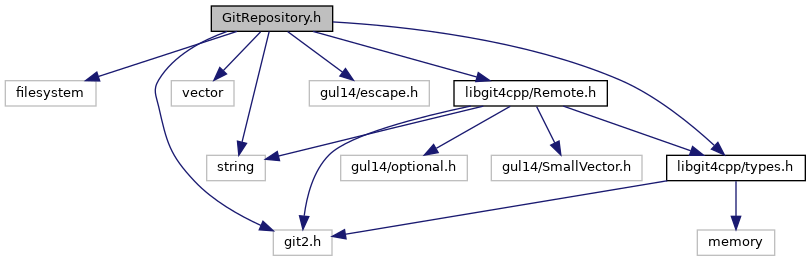 GitRepository.h
filesystem
vector
gul14/escape.h
libgit4cpp/Remote.h
string
gul14/optional.h
gul14/SmallVector.h
libgit4cpp/types.h
git2.h
memory